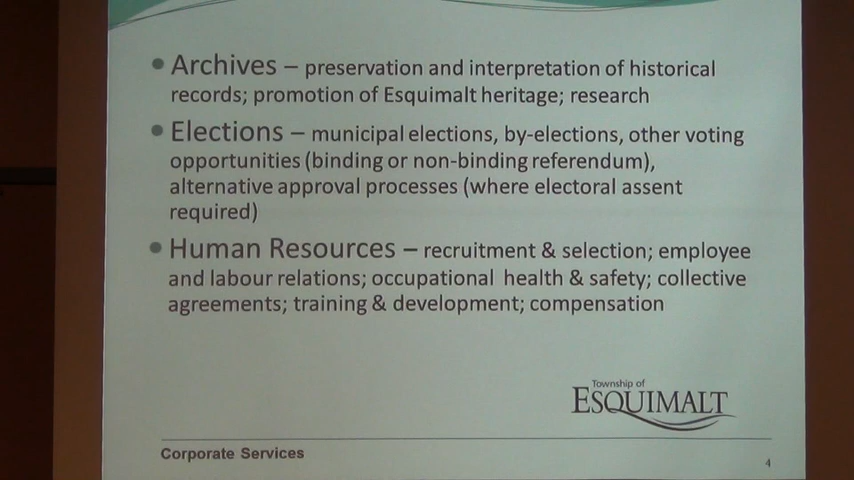 • Archives – preservation and interpretation of historical
records; promotion of Esquimalt heritage; research
• Elections – municipal elections, by-elections, other voting
opportunities (binding or non-binding referendum),
alternative approval processes (where electoral assent
required)
• Human Resources – recruitment & selection; employee
and labour relations; occupational health & safety; collective
agreements; training & development; compensation
Township of
ESQUIMALT
Corporate Services
4